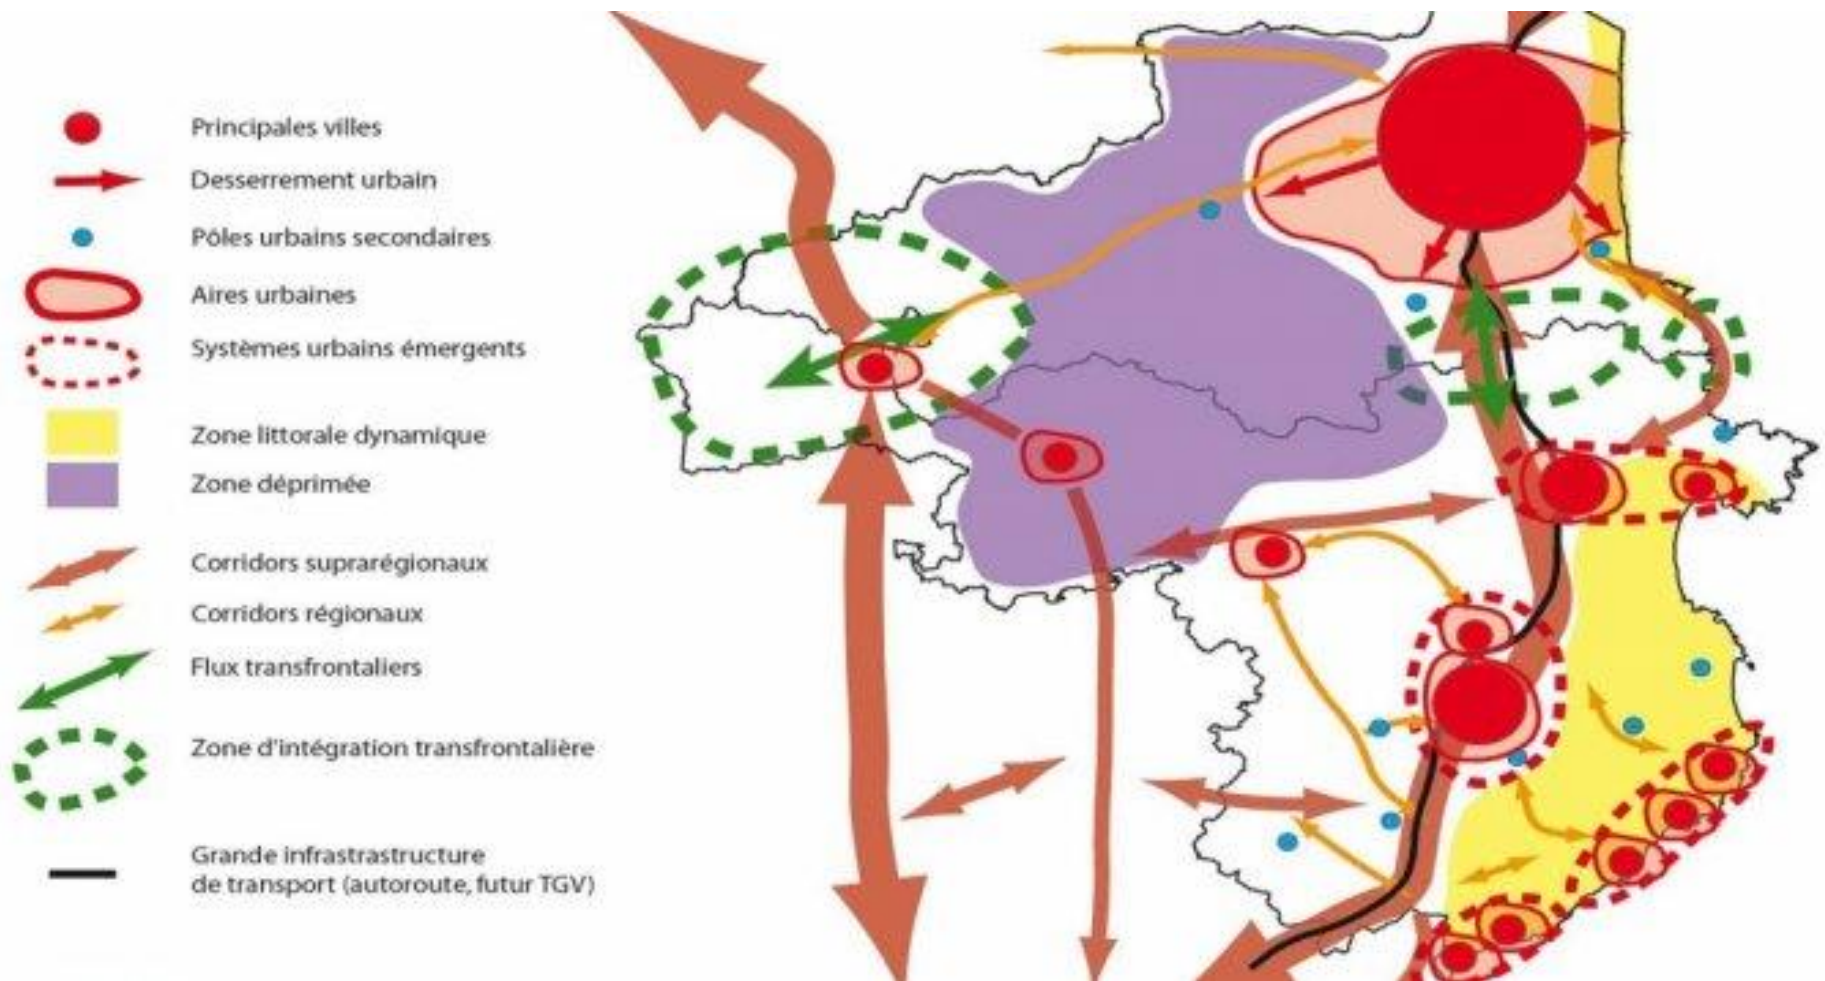 Principales villes
Desserrement urbain
Pôles urbains secondaires
Aires urbaines
Systèmes urbains émergents
Zone littorale dynamique
Zone déprimée
Corridors suprarégionaux
Corridors régionaux
Flux transfrontaliers
Zone d'intégration transfrontalière
Grande infrastrastructure
de transport (autoroute, futur TGV)